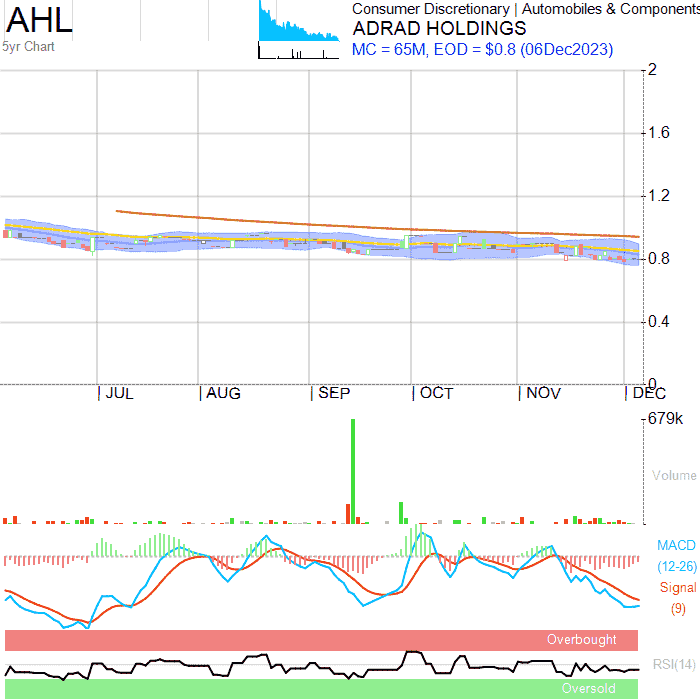 AHL
5yr Chart
Consumer Discretionary | Automobiles & Components
ADRAD HOLDINGS
MC = 65M, EOD = $0.8 (06Dec2023)
2
1.6
1.2
0.8
0.4
0
JUL AUG SEP OCT NOV DEC
679k
Volume
MACD
(12-26)
Signal
(9)
Overbought
RSI(14)
Oversold